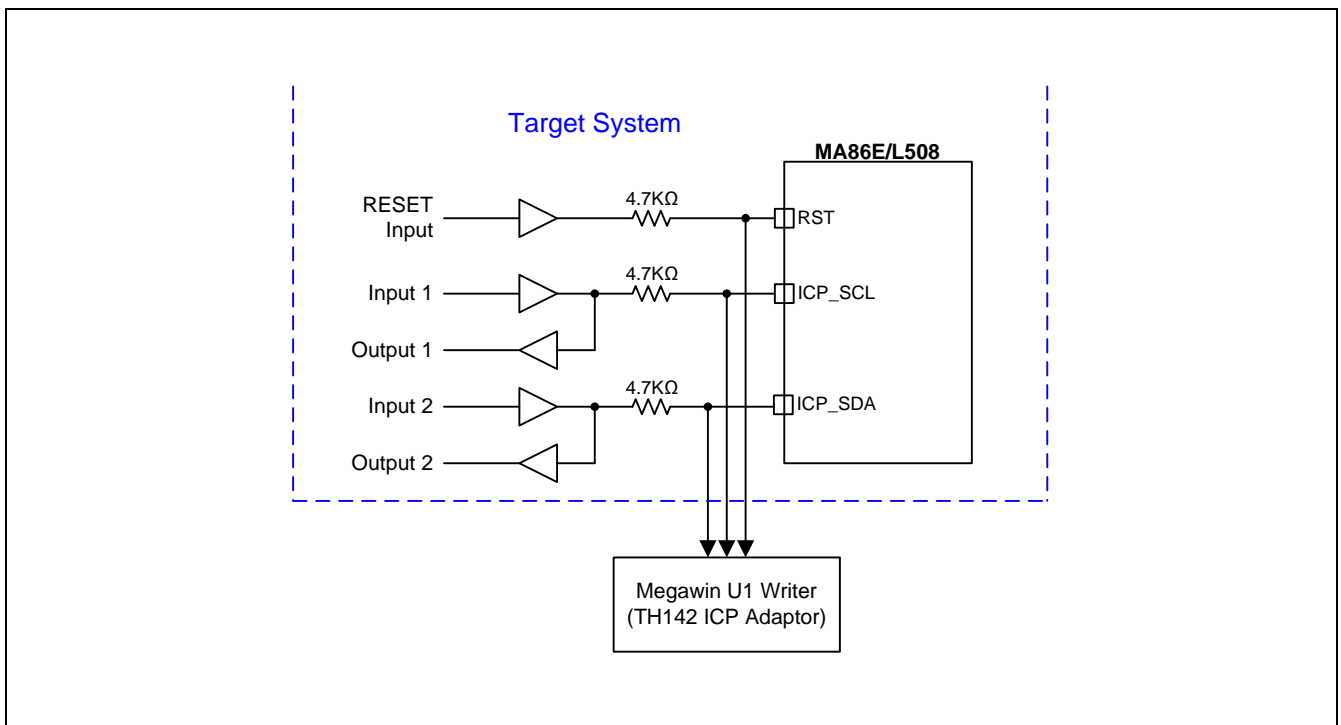 Target System
MA86E/L508
RESET
Input
4.7KΩ
RST
Input 1
4.7KΩ
ICP_SCL
Output 1
Input 2
4.7KΩ
ICP_SDA
Output 2
Megawin U1 Writer
(TH142 ICP Adaptor)